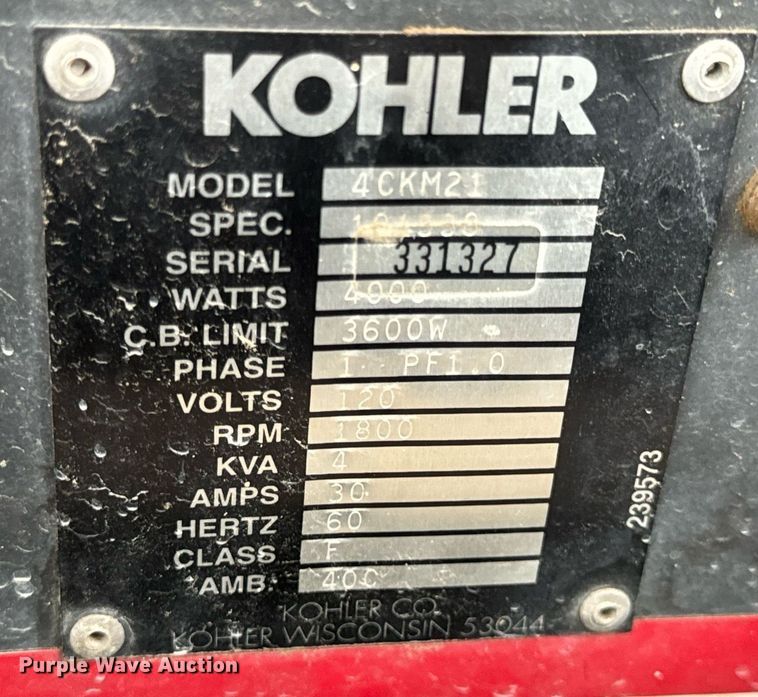 KOHLER
MODEL 4CKM21
SPEC.
SERIAL 331327
WATTS 4000
C.B. LIMIT 3600W
PHASE 1 PF1.0
VOLTS 120
RPM 1800
KVA 4
AMPS 30
HERTZ 60
CLASS F
AMB. 40C
239573
KOHLER CO.
KOHLER WISCONSIN 53044
Purple Wave Auction